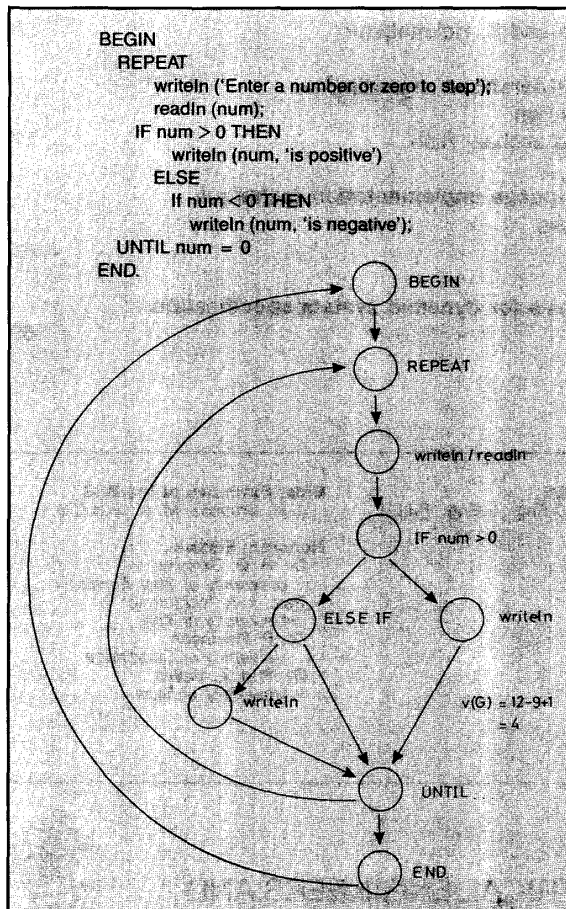 BEGIN
REPEAT
writeln ('Enter a number or zero to stop');
readln (num);
IF num > 0 THEN
writeln (num, 'is positive')
ELSE
If num < 0 THEN
writeln (num, 'is negative');
UNTIL num = 0
END.
BEGIN
REPEAT
writeln / readln
IF num > 0
ELSE IF
writeln
writeln
v(G) = 12-9+1
= 4
UNTIL
END